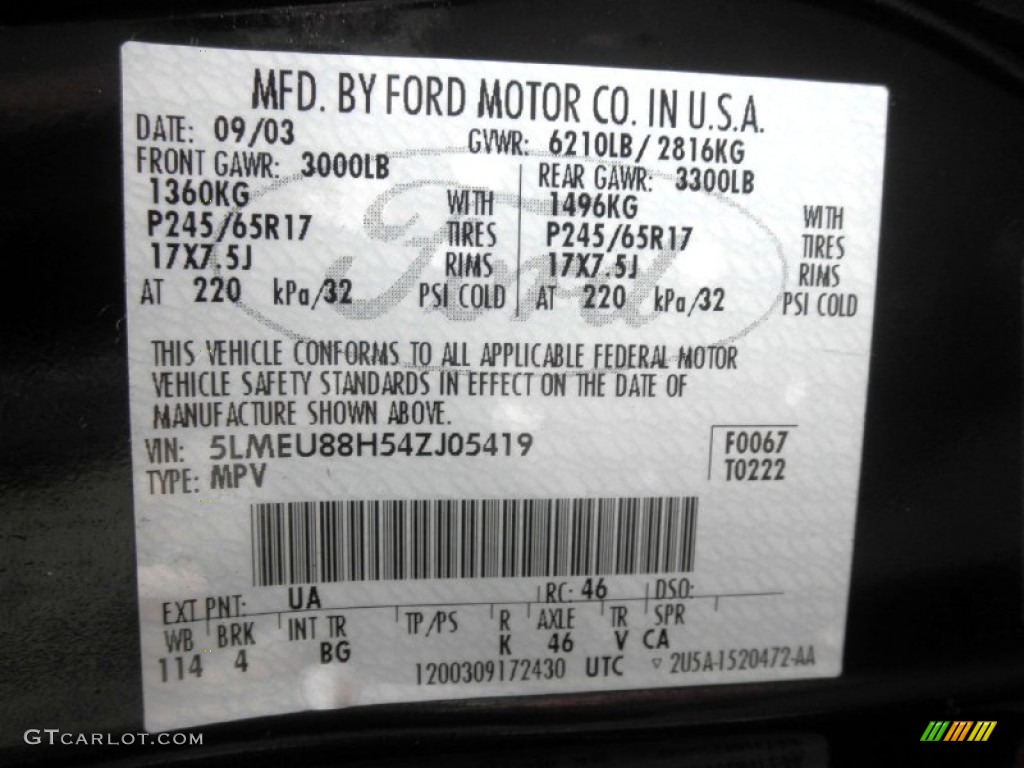 MFD. BY FORD MOTOR CO. IN U.S.A.
DATE: 09/03 GVWR: 6210LB/ 2816KG
FRONT GAWR: 3000LB REAR GAWR: 3300LB
1360KG WITH 1496KG WITH
P245/65R17 TIRES P245/65R17 TIRES
17X7.5J RIMS 17X7.5J RIMS
AT 220 kPa/32 PSI COLD AT 220 kPa/32 PSI COLD
Ford
THIS VEHICLE CONFORMS TO ALL APPLICABLE FEDERAL MOTOR
VEHICLE SAFETY STANDARDS IN EFFECT ON THE DATE OF
MANUFACTURE SHOWN ABOVE.
VIN: 5LMEU88H54ZJ05419 F0067
TYPE: MPV T0222
EXT PNT: UA RC: 46 DSO:
WB BRK INT TR TP/PS R AXLE TR SPR
114 4 BG K 46 V CA
1200309172430 UTC ▽ 2U5A-1520472-AA
GTCARLOT.COM